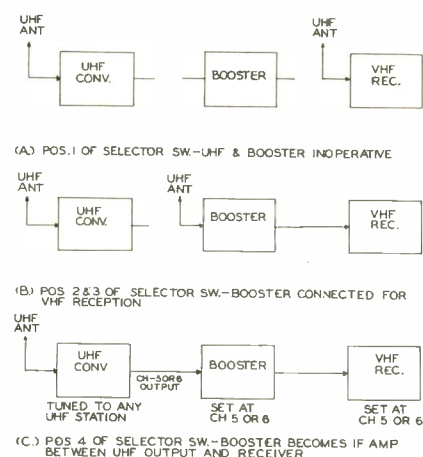 UHF
ANT
UHF
CONV.
BOOSTER
UHF
ANT
VHF
REC.
(A.) POS. 1 OF SELECTOR SW.-UHF & BOOSTER INOPERATIVE
UHF
ANT
UHF
CONV.
UHF
ANT
BOOSTER
VHF
REC.
(B.) POS 2 & 3 OF SELECTOR SW.-BOOSTER CONNECTED FOR
VHF RECEPTION
UHF
ANT
UHF
CONV
CH-5 OR 6
OUTPUT
BOOSTER
VHF
REC.
TUNED TO ANY
UHF STATION
SET AT
CH 5 OR 6
SET AT
CH 5 OR 6
(C.) POS 4 OF SELECTOR SW.-BOOSTER BECOMES IF AMP
BETWEEN UHF OUTPUT AND RECEIVER